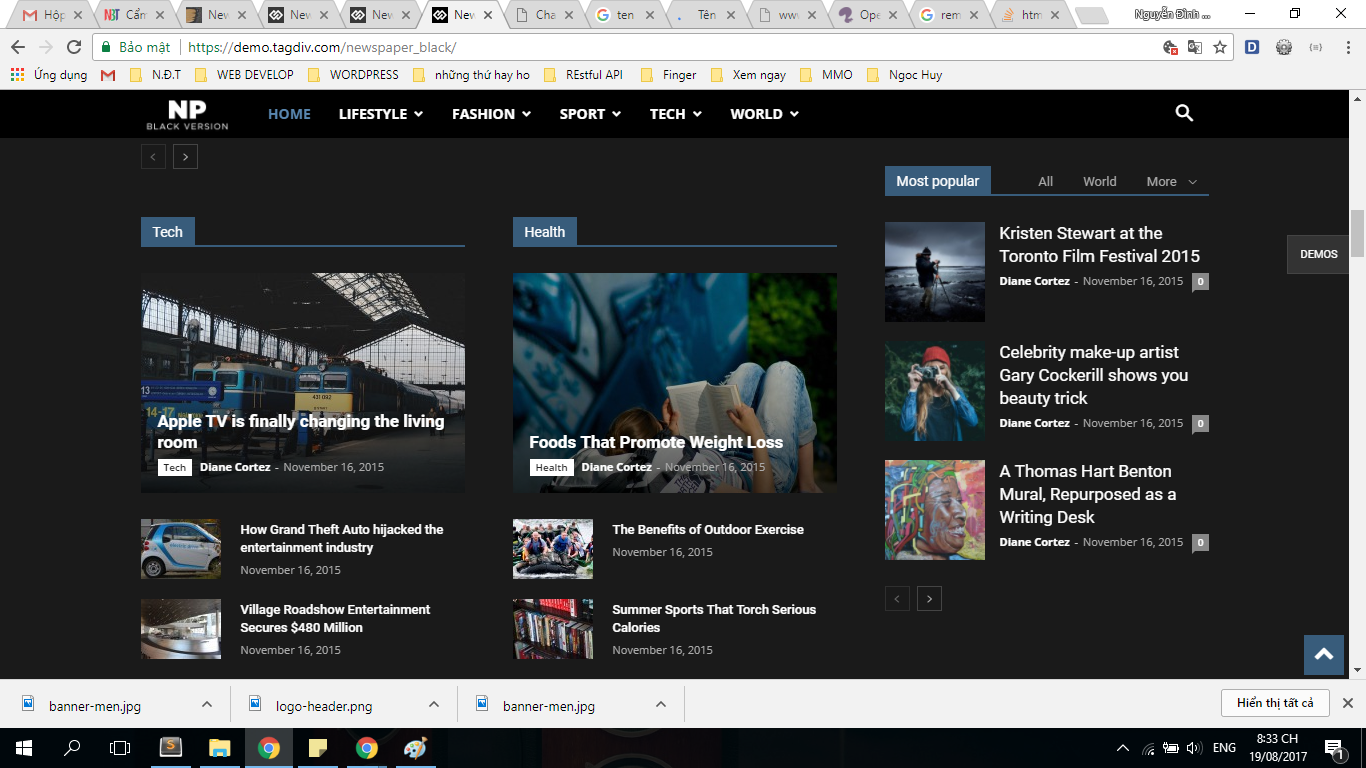 Hộp
Cẩm
New
New
New
New
Cha
ten
Tên
www
Ope
rem
htm
Nguyễn Đình ...
Bảo mật
https://demo.tagdiv.com/newspaper_black/
Ứng dụng
N.Đ.T
WEB DEVELOP
WORDPRESS
những thứ hay ho
REstful API
Finger
Xem ngay
MMO
Ngoc Huy
NP
BLACK VERSION
HOME
LIFESTYLE
FASHION
SPORT
TECH
WORLD
Tech
431 092
Apple TV is finally changing the living
room
Tech Diane Cortez - November 16, 2015
How Grand Theft Auto hijacked the
entertainment industry
November 16, 2015
Village Roadshow Entertainment
Secures $480 Million
November 16, 2015
Health
Foods That Promote Weight Loss
Health Diane Cortez - November 16, 2015
The Benefits of Outdoor Exercise
November 16, 2015
Summer Sports That Torch Serious
Calories
November 16, 2015
Most popular
All
World
More
Kristen Stewart at the
Toronto Film Festival 2015
Diane Cortez - November 16, 2015 0
Celebrity make-up artist
Gary Cockerill shows you
beauty trick
Diane Cortez - November 16, 2015 0
A Thomas Hart Benton
Mural, Repurposed as a
Writing Desk
Diane Cortez - November 16, 2015 0
DEMOS
banner-men.jpg
logo-header.png
banner-men.jpg
Hiển thị tất cả
ENG
8:33 CH
19/08/2017
1